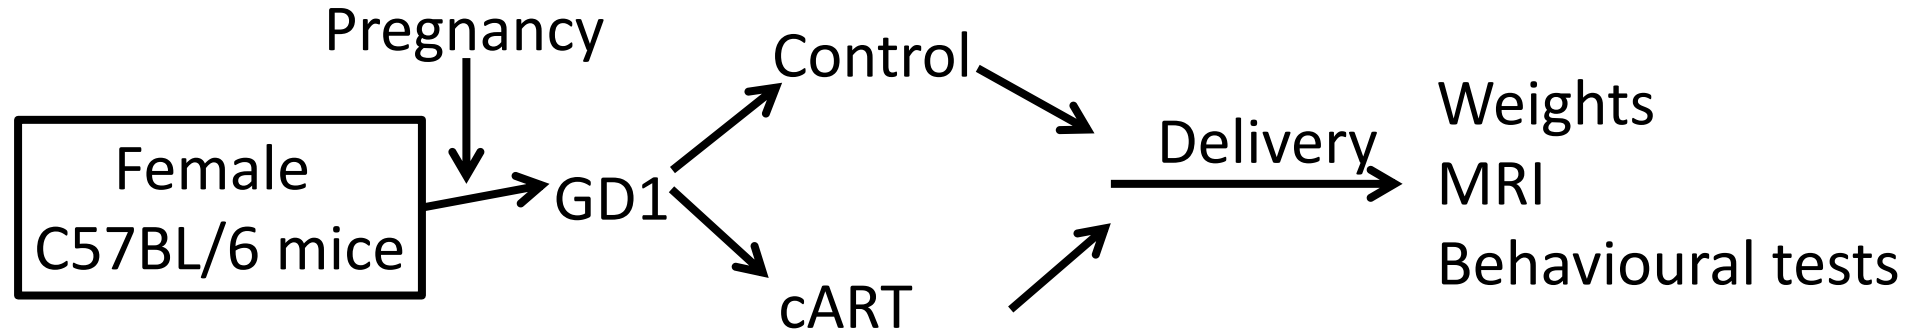 Pregnancy
Female
C57BL/6 mice
GD1
Control
cART
Delivery
Weights
MRI
Behavioural tests